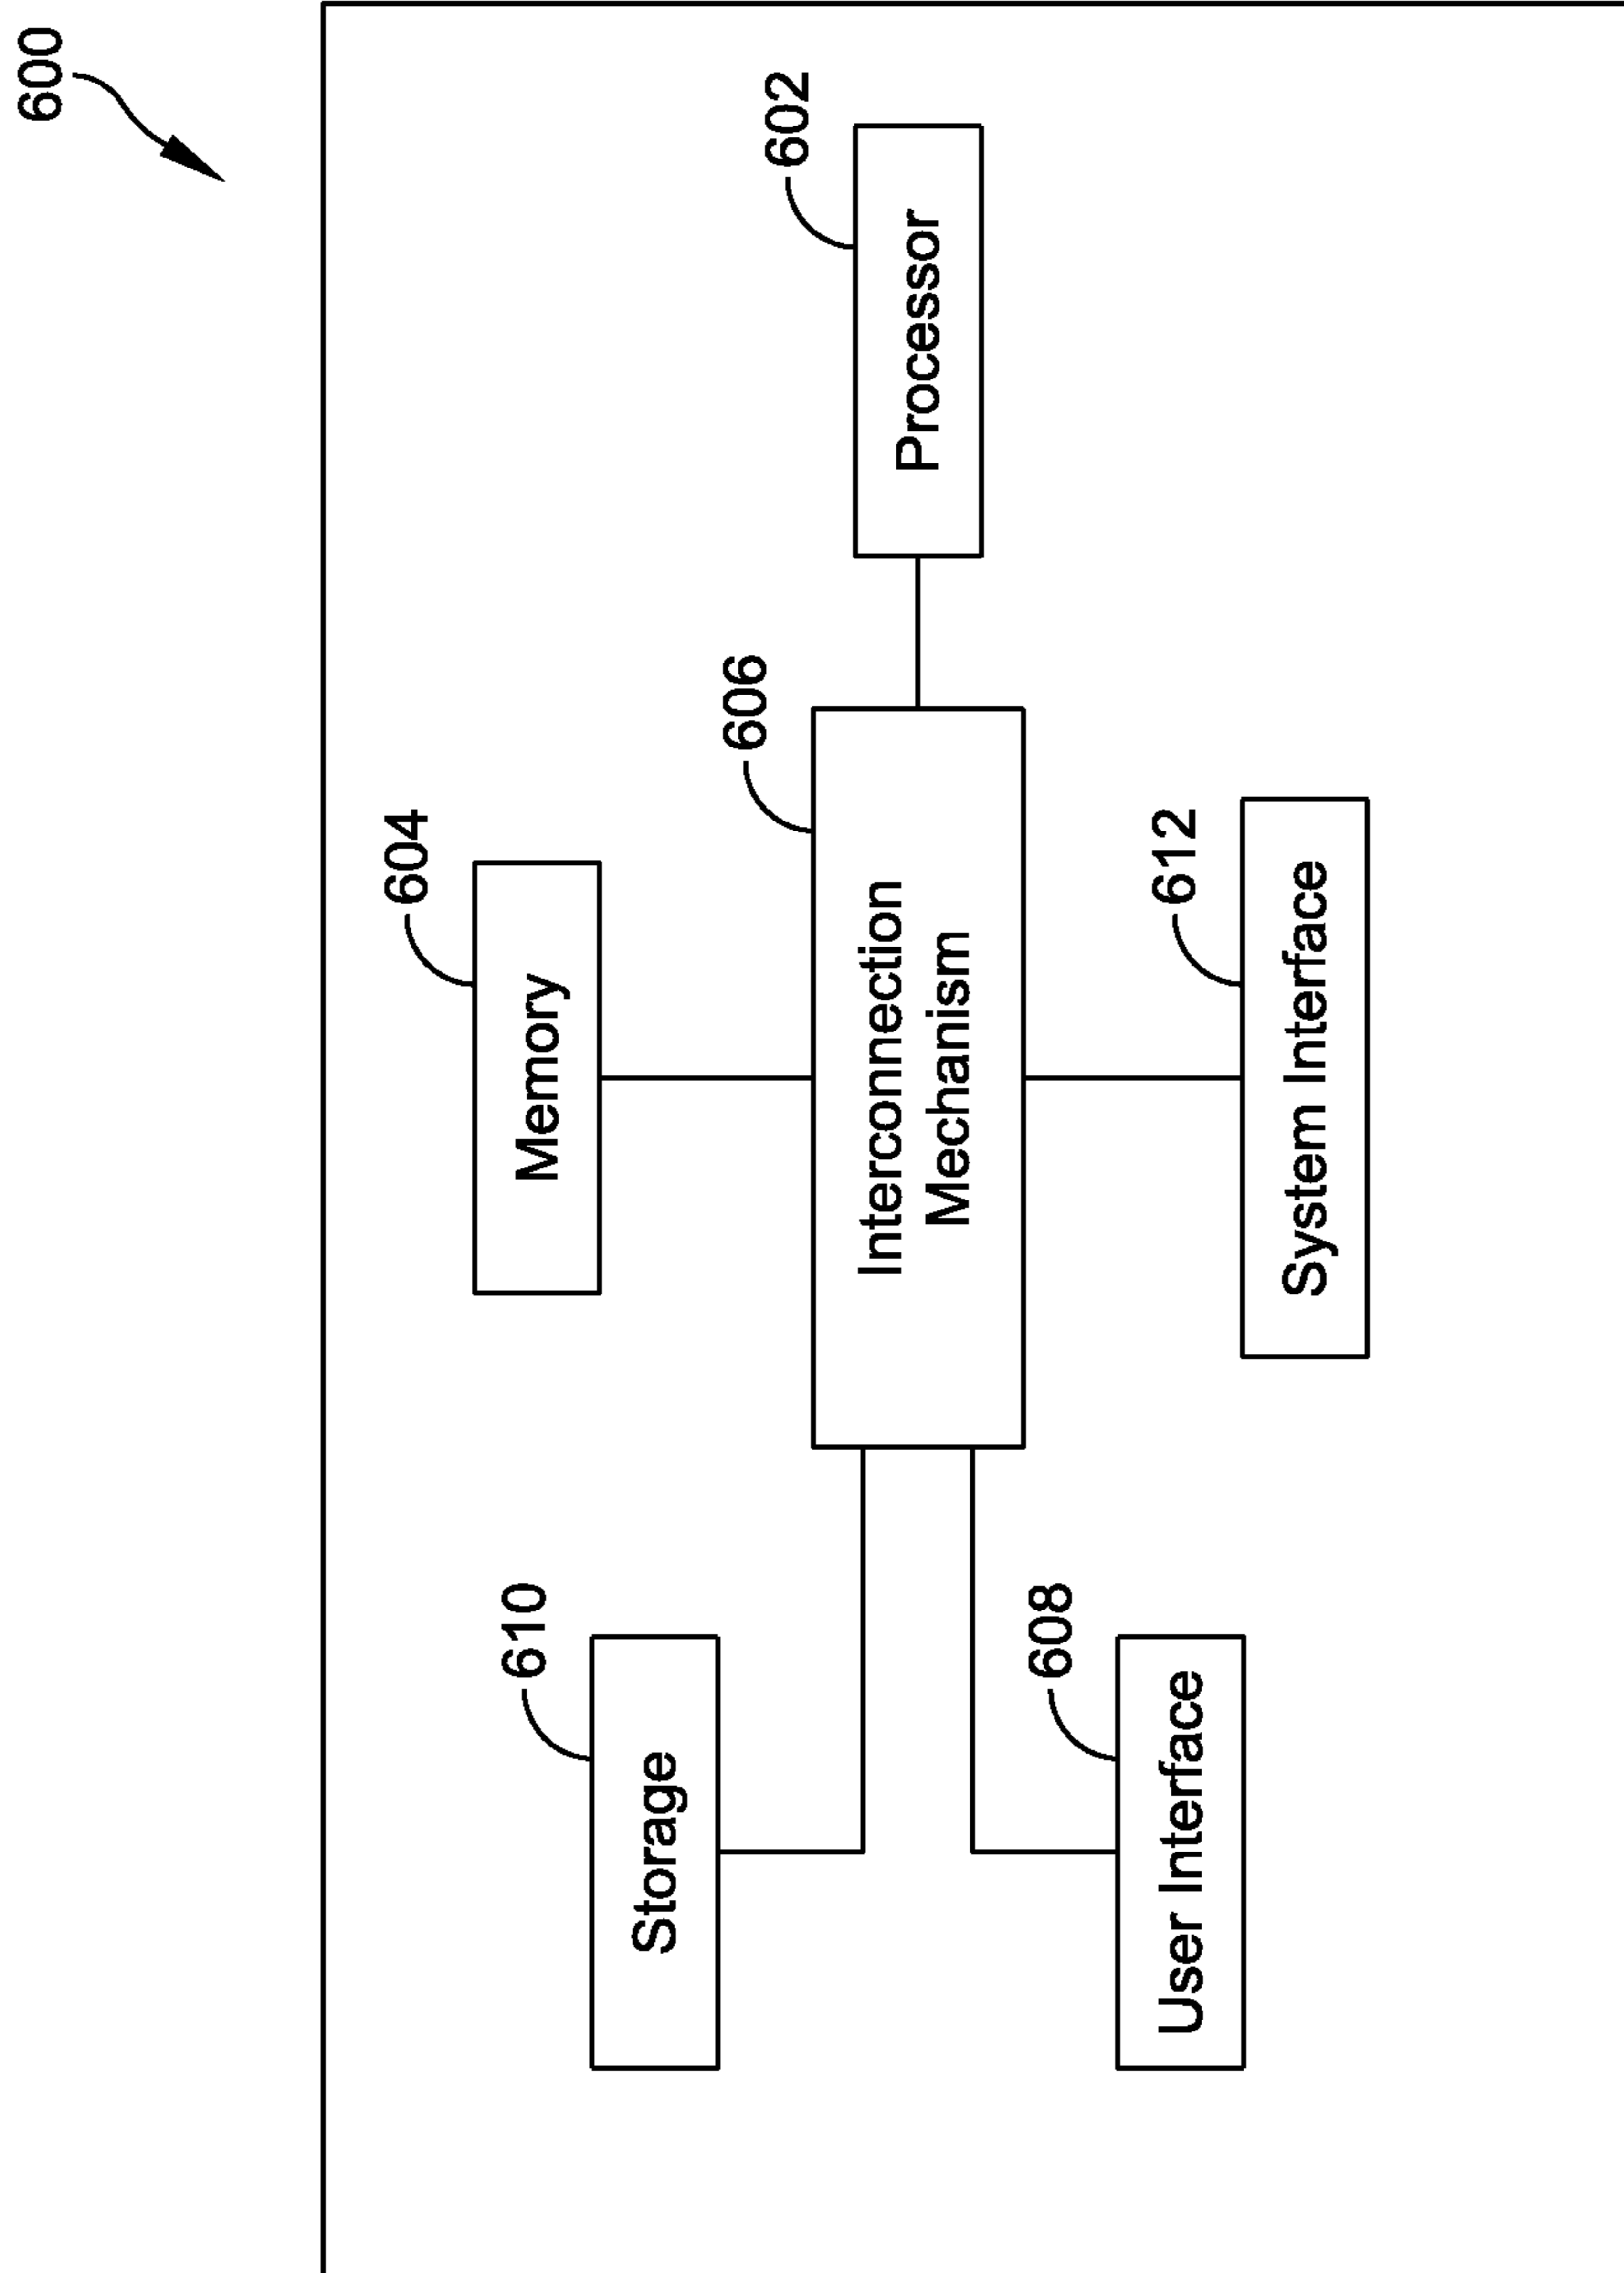 600
604
Memory
610
Storage
606
602
Interconnection
Mechanism
Processor
608
User Interface
612
System Interface